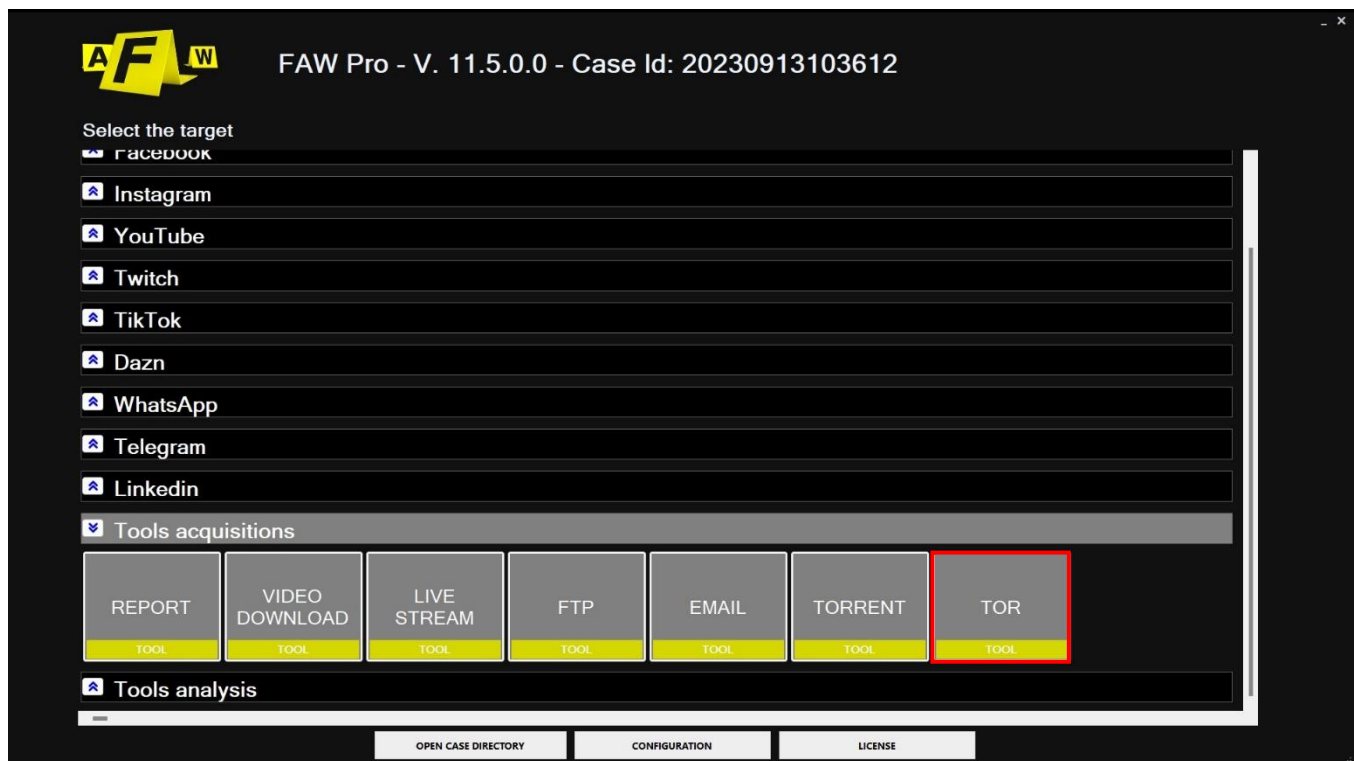 A F W
FAW Pro - V. 11.5.0.0 - Case Id: 20230913103612
Select the target
Facebook
Instagram
YouTube
Twitch
TikTok
Dazn
WhatsApp
Telegram
Linkedin
Tools acquisitions
REPORT
TOOL
VIDEO
DOWNLOAD
TOOL
LIVE
STREAM
TOOL
FTP
TOOL
EMAIL
TOOL
TORRENT
TOOL
TOR
TOOL
Tools analysis
OPEN CASE DIRECTORY
CONFIGURATION
LICENSE